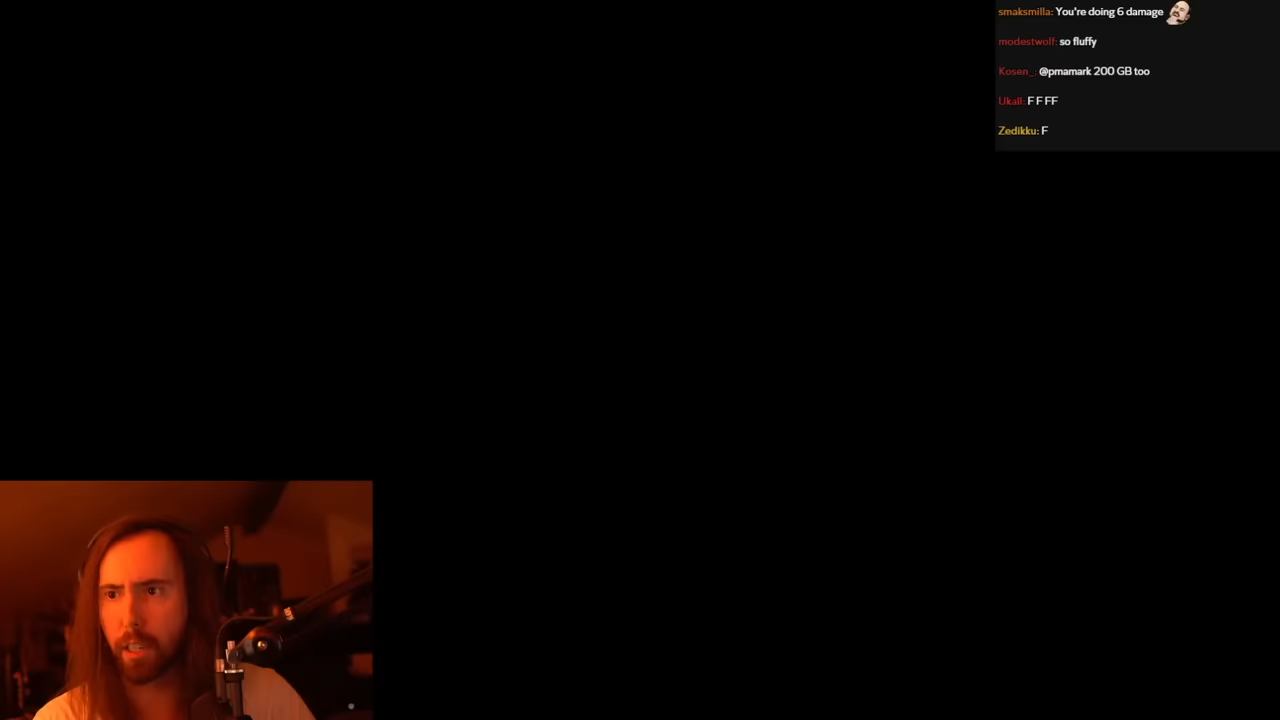 smaksmilla: You're doing 6 damage
modestwolf: so fluffy
Kosen_: @pmamark 200 GB too
Ukall: F F FF
Zedikku: F